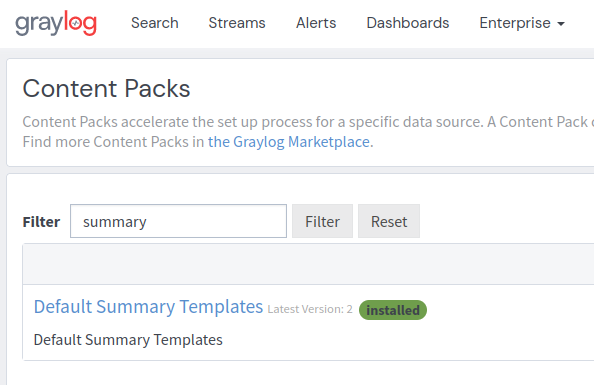 graylog Search Streams Alerts Dashboards Enterprise
Content Packs
Content Packs accelerate the set up process for a specific data source. A Content Pack
Find more Content Packs in the Graylog Marketplace.
Filter summary Filter Reset
Default Summary Templates Latest Version: 2 installed
Default Summary Templates